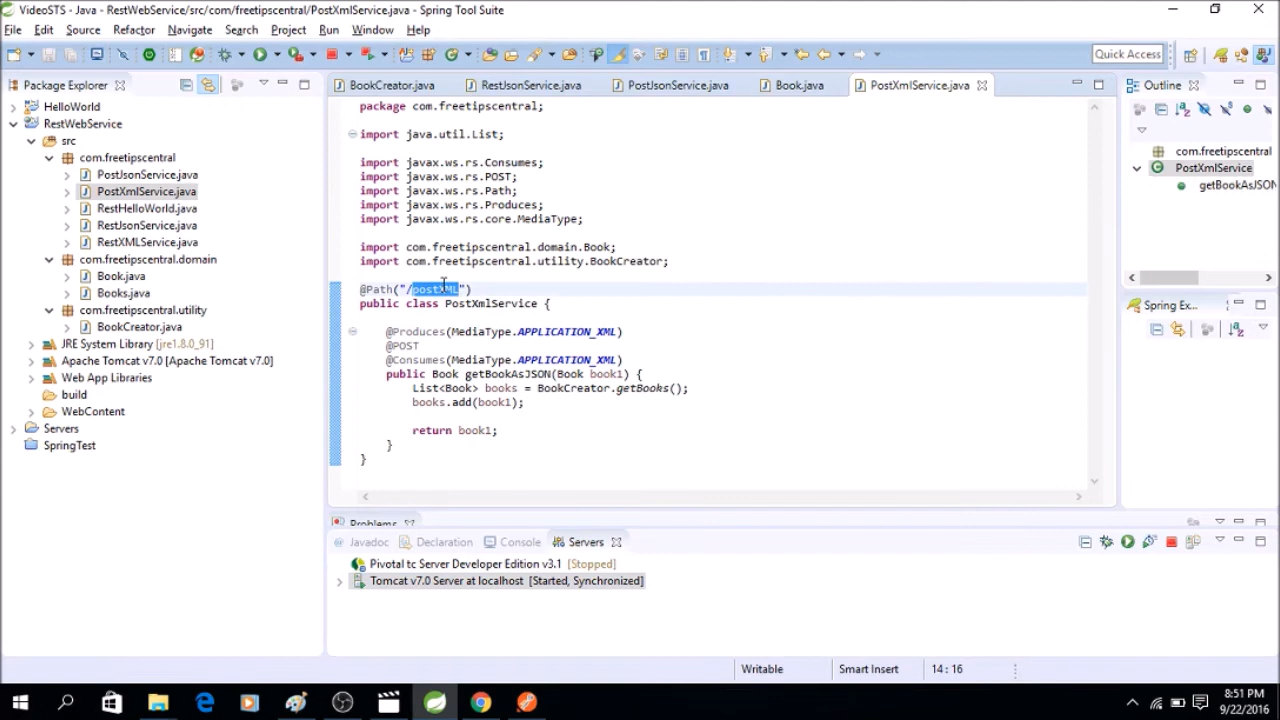 VideoSTS - Java - RestWebService/src/com/freetipscentral/PostXmlService.java - Spring Tool Suite
File Edit Source Refactor Navigate Search Project Run Window Help
Quick Access
Package Explorer
HelloWorld
RestWebService
src
com.freetipscentral
PostJsonService.java
PostXmlService.java
RestHelloWorld.java
RestJsonService.java
RestXMLService.java
com.freetipscentral.domain
Book.java
Books.java
com.freetipscentral.utility
BookCreator.java
JRE System Library [jre1.8.0_91]
Apache Tomcat v7.0 [Apache Tomcat v7.0]
Web App Libraries
build
WebContent
Servers
SpringTest
BookCreator.java RestJsonService.java PostJsonService.java Book.java PostXmlService.java
package com.freetipscentral;
import java.util.List;
import javax.ws.rs.Consumes;
import javax.ws.rs.POST;
import javax.ws.rs.Path;
import javax.ws.rs.Produces;
import javax.ws.rs.core.MediaType;
import com.freetipscentral.domain.Book;
import com.freetipscentral.utility.BookCreator;
@Path("/postXML")
public class PostXmlService {
@Produces(MediaType.APPLICATION_XML)
@POST
@Consumes(MediaType.APPLICATION_XML)
public Book getBookAsJSON(Book book1) {
List<Book> books = BookCreator.getBooks();
books.add(book1);
return book1;
}
}
Outline
com.freetipscentral
PostXmlService
getBookAsJSON
Spring Ex...
Problems
Javadoc Declaration Console Servers
Pivotal tc Server Developer Edition v3.1 [Stopped]
Tomcat v7.0 Server at localhost [Started, Synchronized]
Writable Smart Insert 14 : 16
8:51 PM
9/22/2016